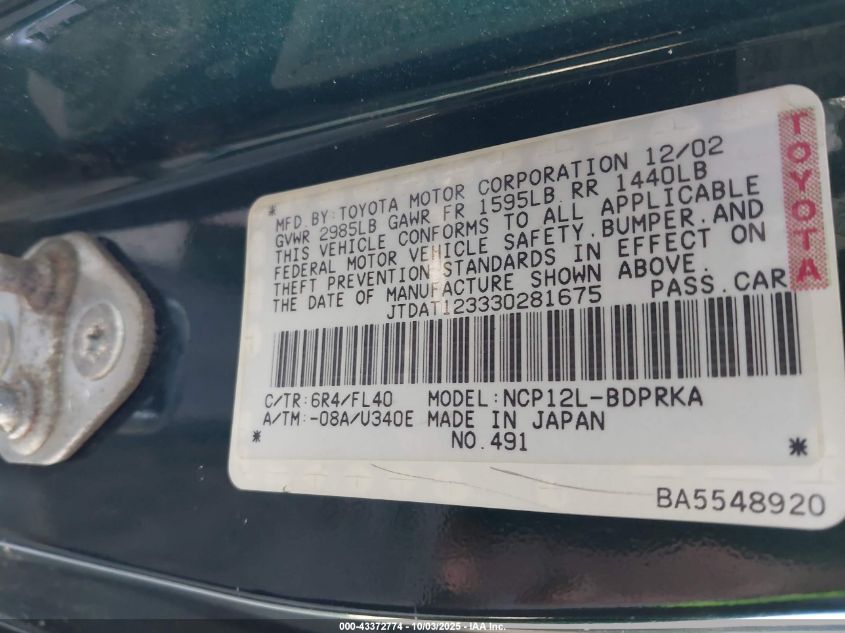 MFD.BY:TOYOTA MOTOR CORPORATION 12/02
GVWR 2985LB GAWR FR 1595LB RR 1440LB
THIS VEHICLE CONFORMS TO ALL APPLICABLE
FEDERAL MOTOR VEHICLE SAFETY,BUMPER,AND
THEFT PREVENTION STANDARDS IN EFFECT ON
THE DATE OF MANUFACTURE SHOWN ABOVE.
JTDAT123330281675 PASS.CAR
TOYOTA
C/TR:6R4/FL40 MODEL:NCP12L-BDPRKA
A/TM:-08A/U340E MADE IN JAPAN
* NO.491 *
BA5548920
000-43372774 - 10/03/2025 - IAA Inc.